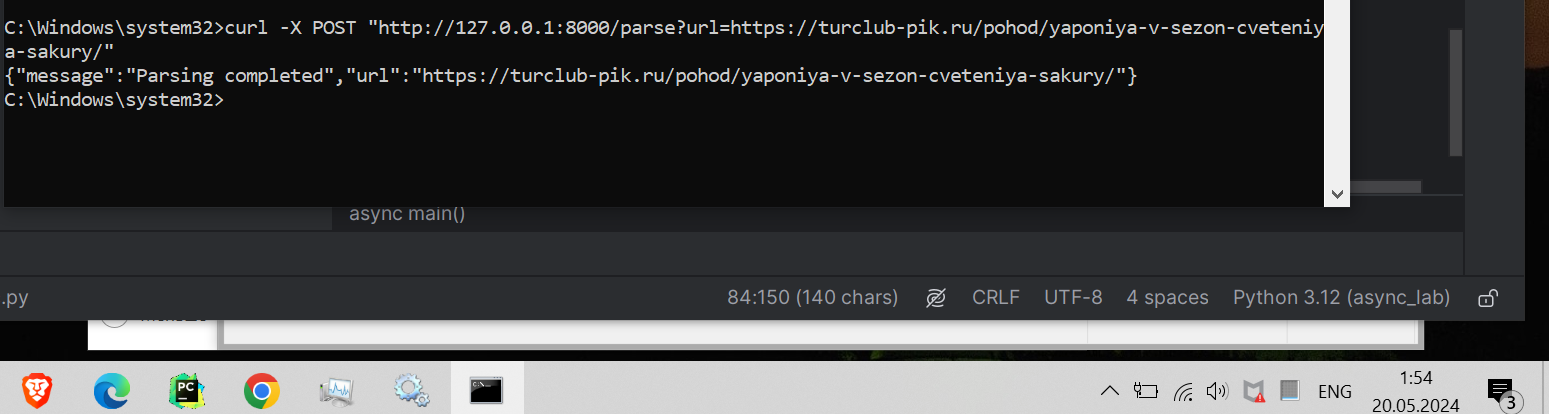 C:\Windows\system32>curl -X POST "http://127.0.0.1:8000/parse?url=https://turclub-pik.ru/pohod/yaponiya-v-sezon-cveteniy
a-sakury/"
{"message":"Parsing completed","url":"https://turclub-pik.ru/pohod/yaponiya-v-sezon-cveteniya-sakury/"}
C:\Windows\system32>
async main()
.py
84:150 (140 chars)
CRLF
UTF-8
4 spaces
Python 3.12 (async_lab)
PC
C:\
ENG
1:54
20.05.2024
3